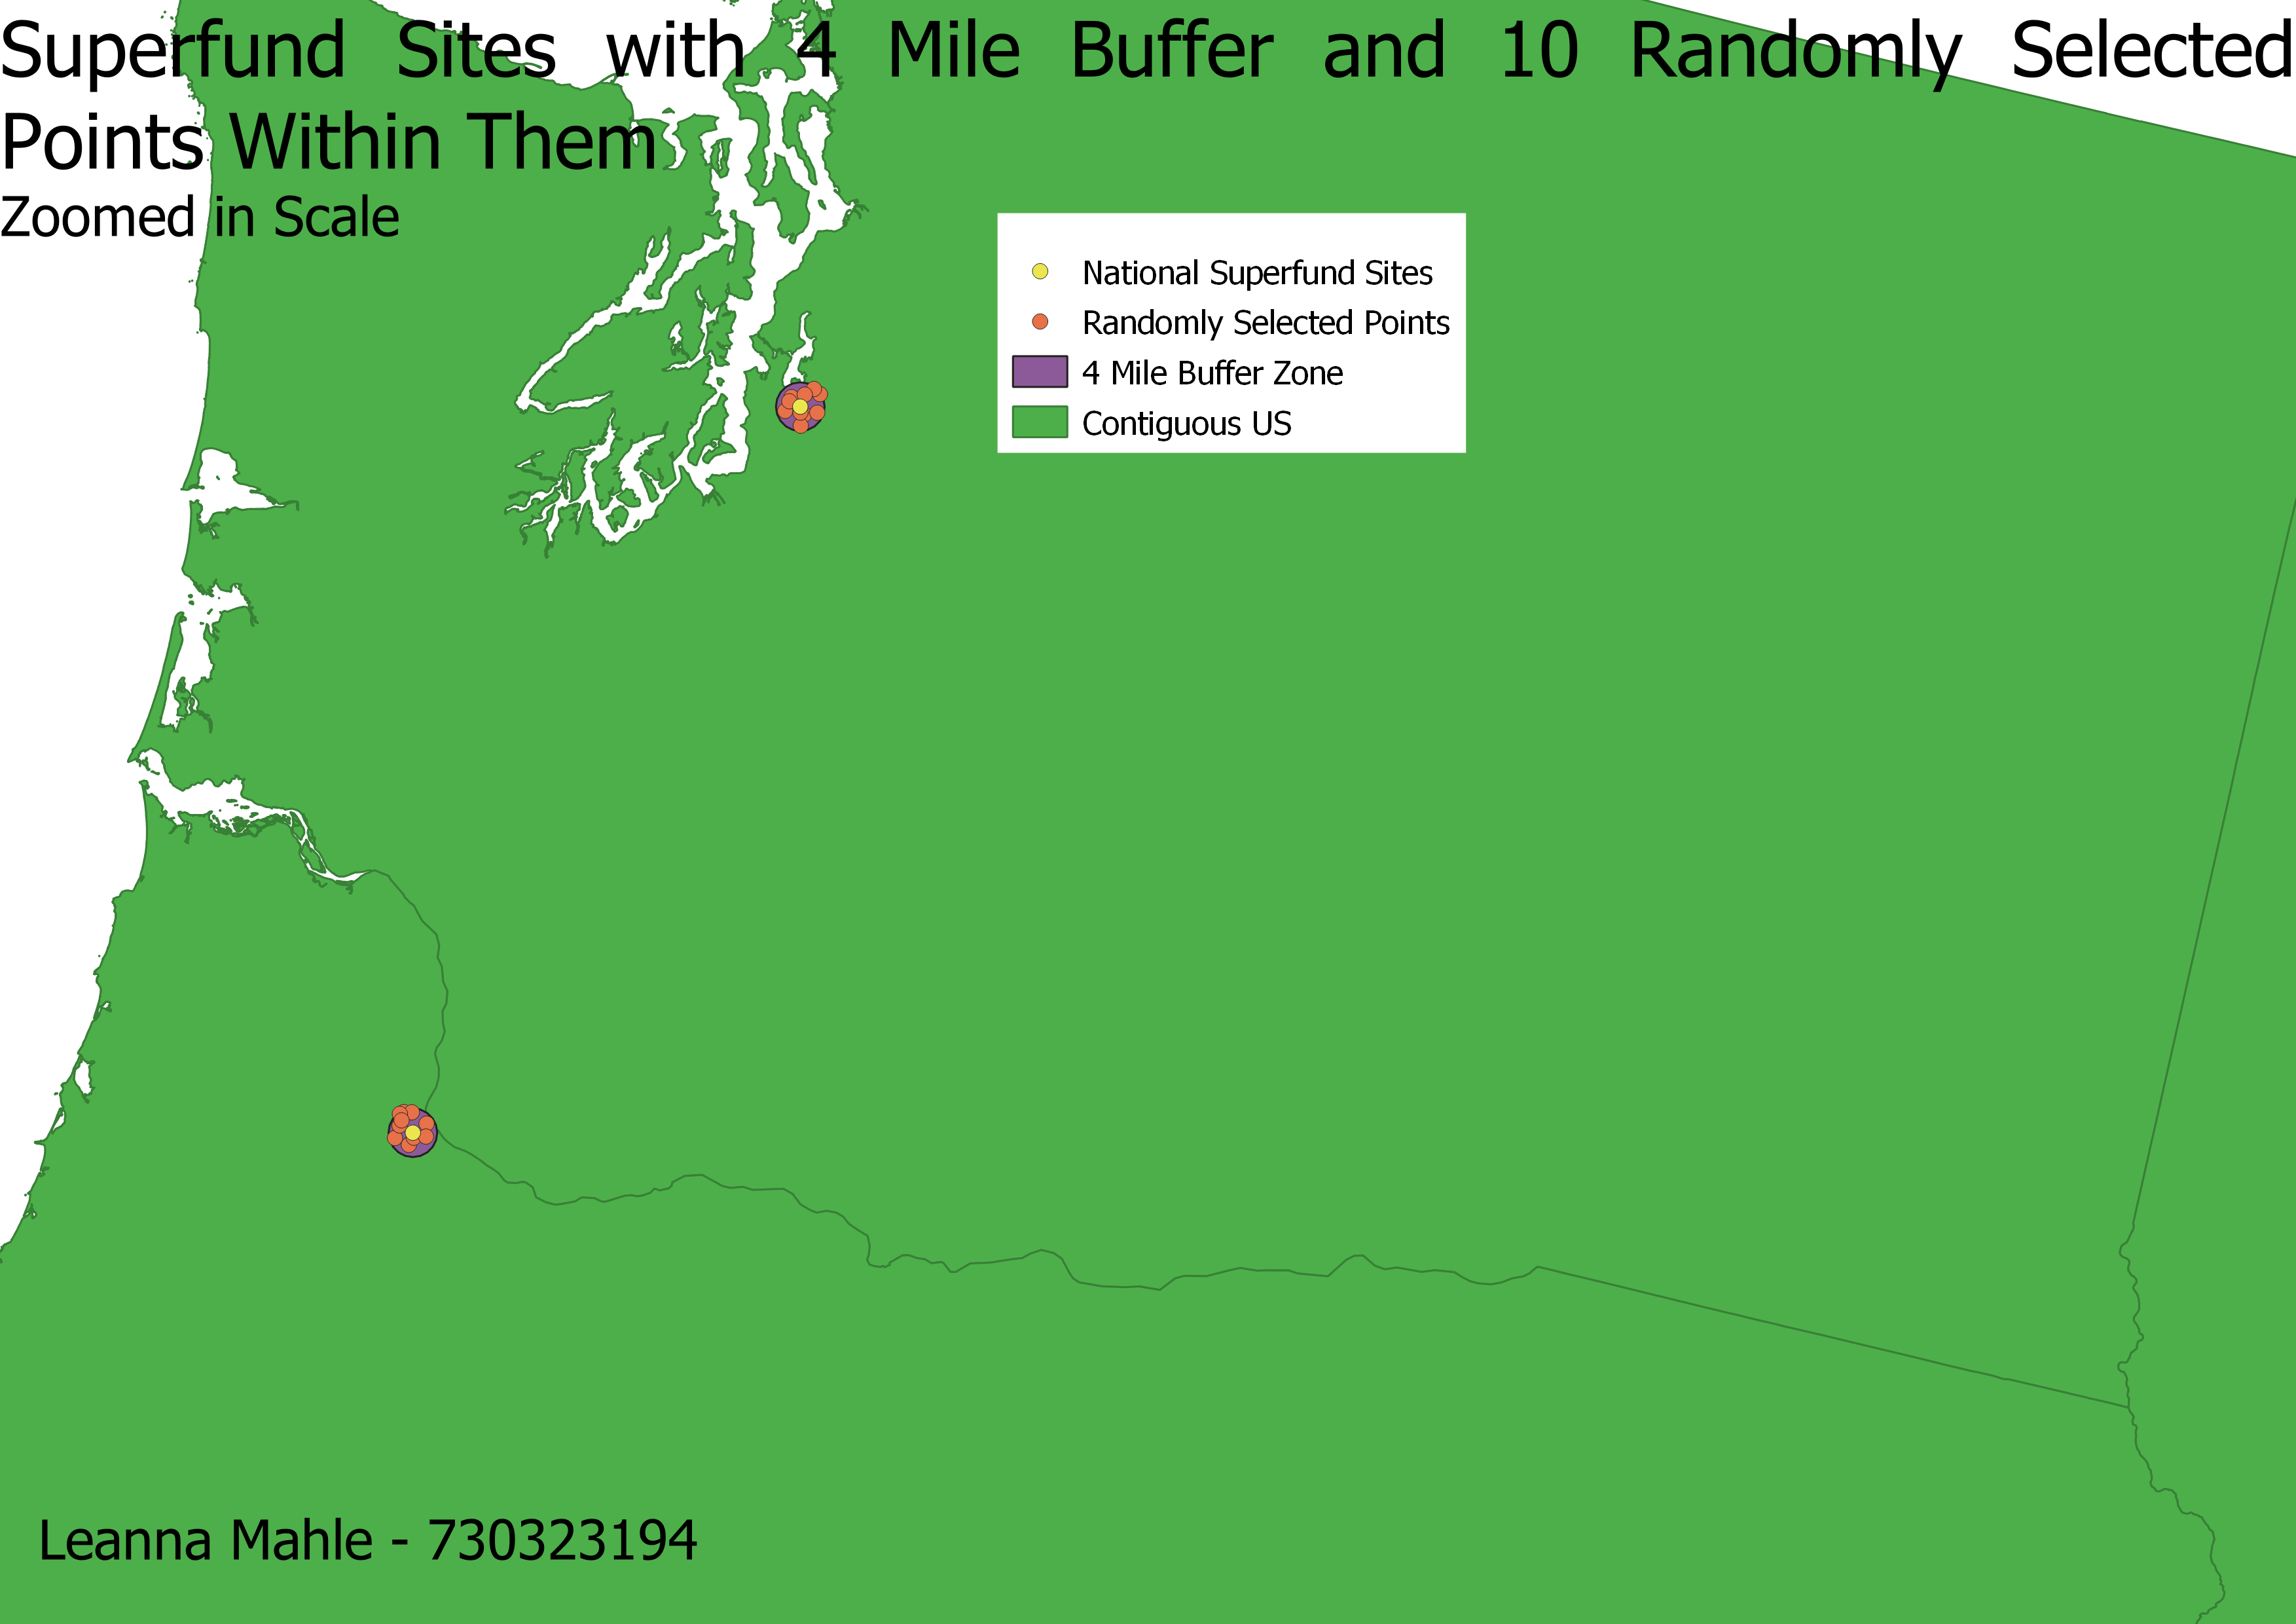 Superfund Sites with 4 Mile Buffer and 10 Randomly Selected
Points Within Them
Zoomed in Scale
National Superfund Sites
Randomly Selected Points
4 Mile Buffer Zone
Contiguous US
Leanna Mahle - 730323194